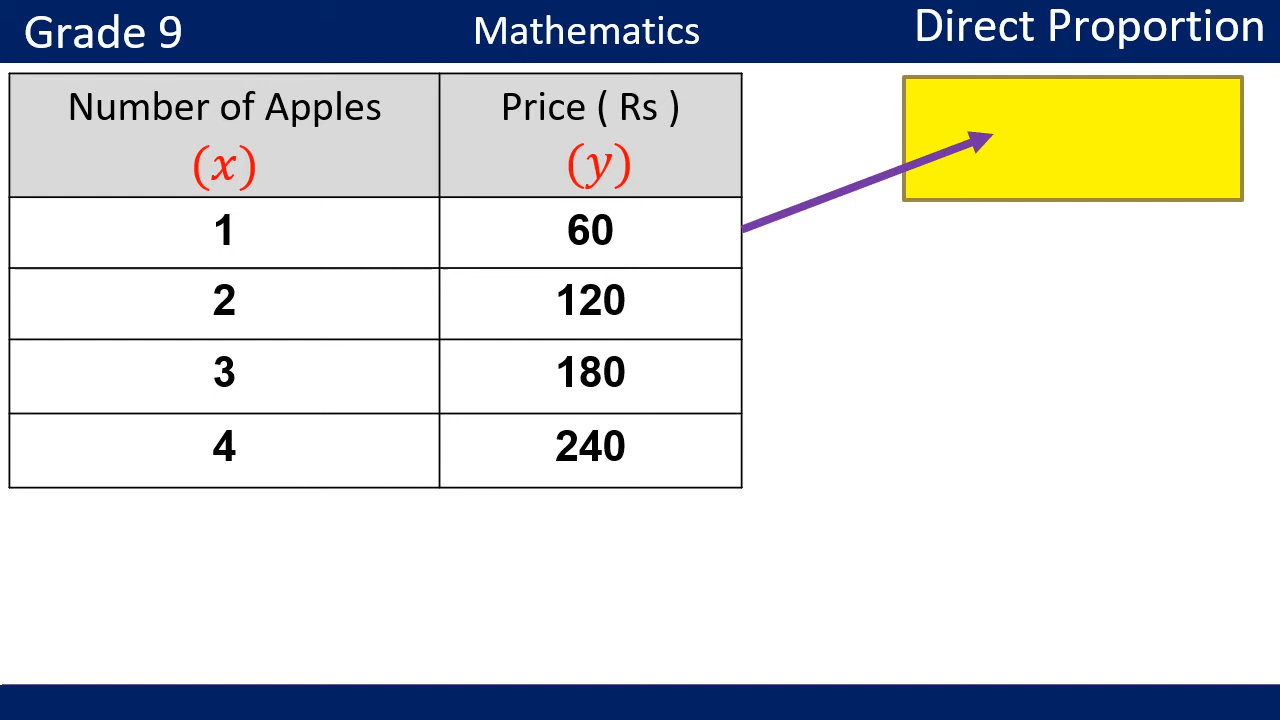 Grade 9 Mathematics Direct Proportion
Number of Apples Price ( Rs )
(x) (y)
1 60
2 120
3 180
4 240